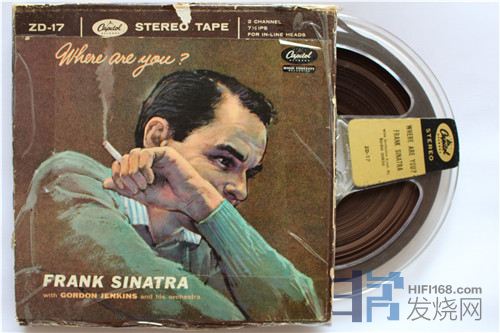 ZD-17
Capitol
STEREO TAPE
2 CHANNEL
7½ IPS
FOR IN-LINE HEADS
Where are you?
Capitol
FRANK SINATRA
with GORDON JENKINS and his orchestra
Capitol
STEREO
WHERE ARE YOU?
FRANK SINATRA
ZD-17
HIFI168.com
发烧网